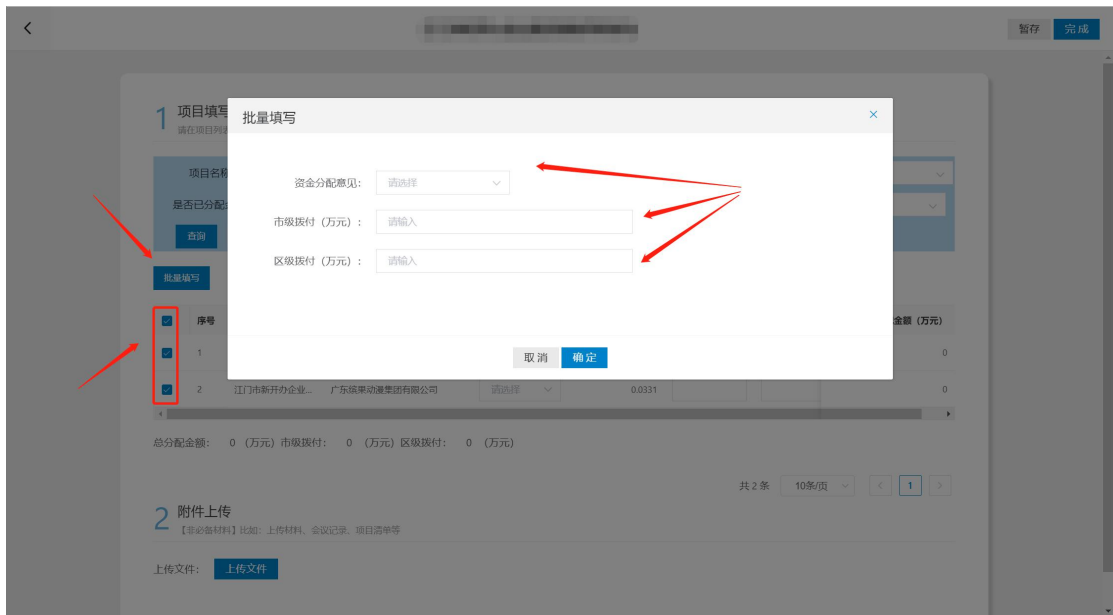 暂存 完成
1 项目填写
请在项目列
批量填写 ×
项目名称
资金分配意见: 请选择
是否已分配
市级拨付（万元）: 请输入
查询
区级拨付（万元）: 请输入
批量填写
序号 金额（万元）
1 0
取消 确定
2 江门市新开办企业... 广东缤果动漫集团有限公司 请选择 0.0331 0
总分配金额: 0 （万元）市级拨付: 0 （万元）区级拨付: 0 （万元）
共2条 10条/页 < 1 >
2 附件上传
【非必备材料】比如：上传材料、会议记录、项目清单等
上传文件: 上传文件